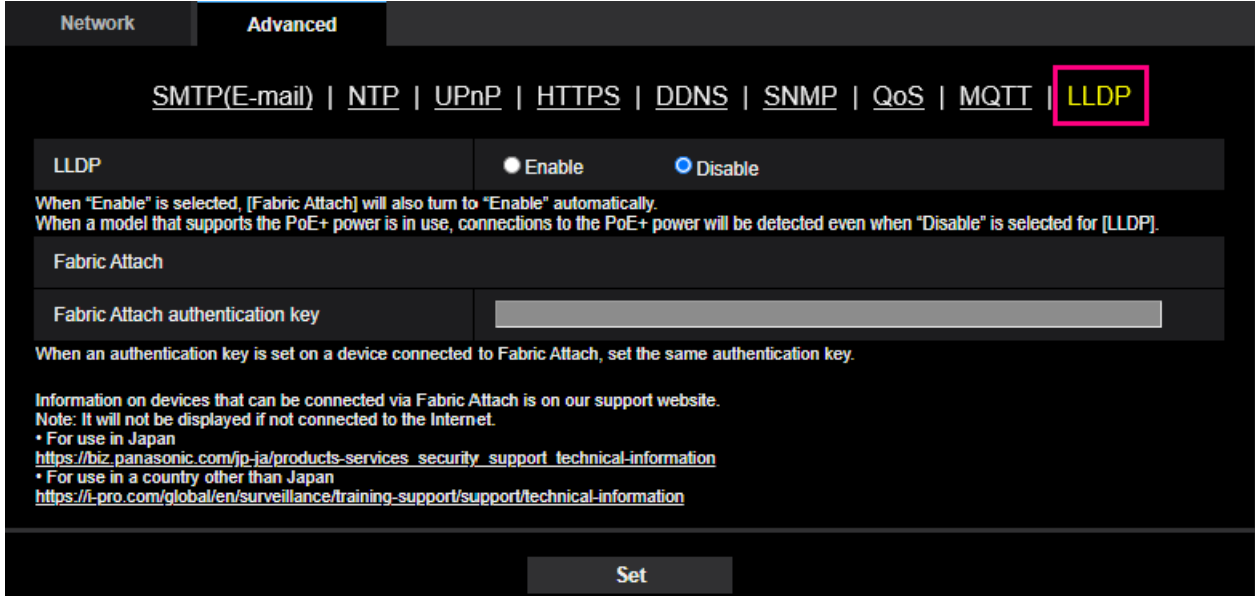 Network Advanced
SMTP(E-mail) | NTP | UPnP | HTTPS | DDNS | SNMP | QoS | MQTT | LLDP
LLDP Enable Disable
When “Enable” is selected, [Fabric Attach] will also turn to “Enable” automatically.
When a model that supports the PoE+ power is in use, connections to the PoE+ power will be detected even when “Disable” is selected for [LLDP].
Fabric Attach
Fabric Attach authentication key
When an authentication key is set on a device connected to Fabric Attach, set the same authentication key.
Information on devices that can be connected via Fabric Attach is on our support website.
Note: It will not be displayed if not connected to the Internet.
• For use in Japan
https://biz.panasonic.com/jp-ja/products-services_security_support_technical-information
• For use in a country other than Japan
https://i-pro.com/global/en/surveillance/training-support/support/technical-information
Set